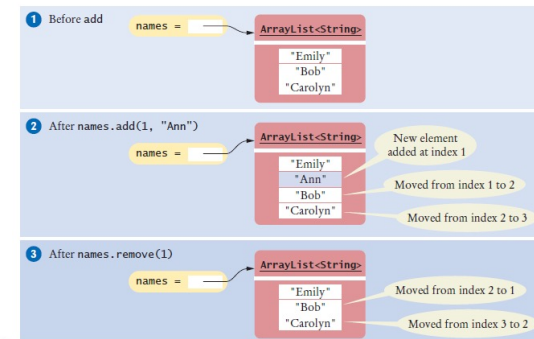 1 Before add
names =
ArrayList<String>
"Emily"
"Bob"
"Carolyn"
2 After names.add(1, "Ann")
names =
ArrayList<String>
"Emily"
"Ann"
"Bob"
"Carolyn"
New element
added at index 1
Moved from index 1 to 2
Moved from index 2 to 3
3 After names.remove(1)
names =
ArrayList<String>
"Emily"
"Bob"
"Carolyn"
Moved from index 2 to 1
Moved from index 3 to 2